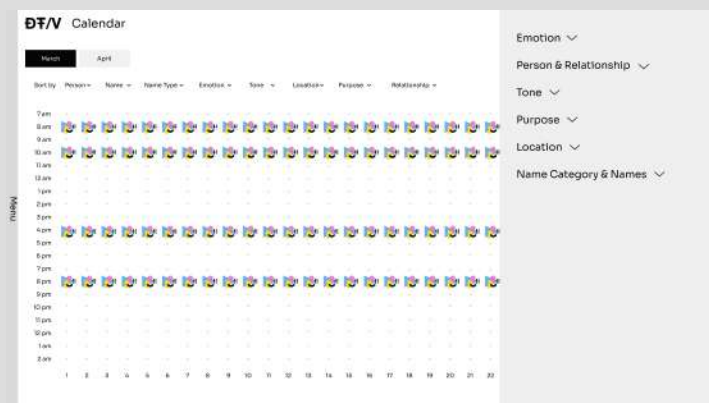 ĐŦ/V Calendar
March April
Sort by Person Name Name Type Emotion Tone Location Purpose Relationship
7 am
8 am
9 am
10 am
11 am
12 am
1 pm
2 pm
3 pm
4 pm
5 pm
6 pm
7 pm
8 pm
9 pm
10 pm
11 pm
12 pm
1 am
2 am
1 2 3 4 5 6 7 8 9 10 11 12 13 14 15 16 17 18 19 20 21 22
Menu
Emotion
Person & Relationship
Tone
Purpose
Location
Name Category & Names